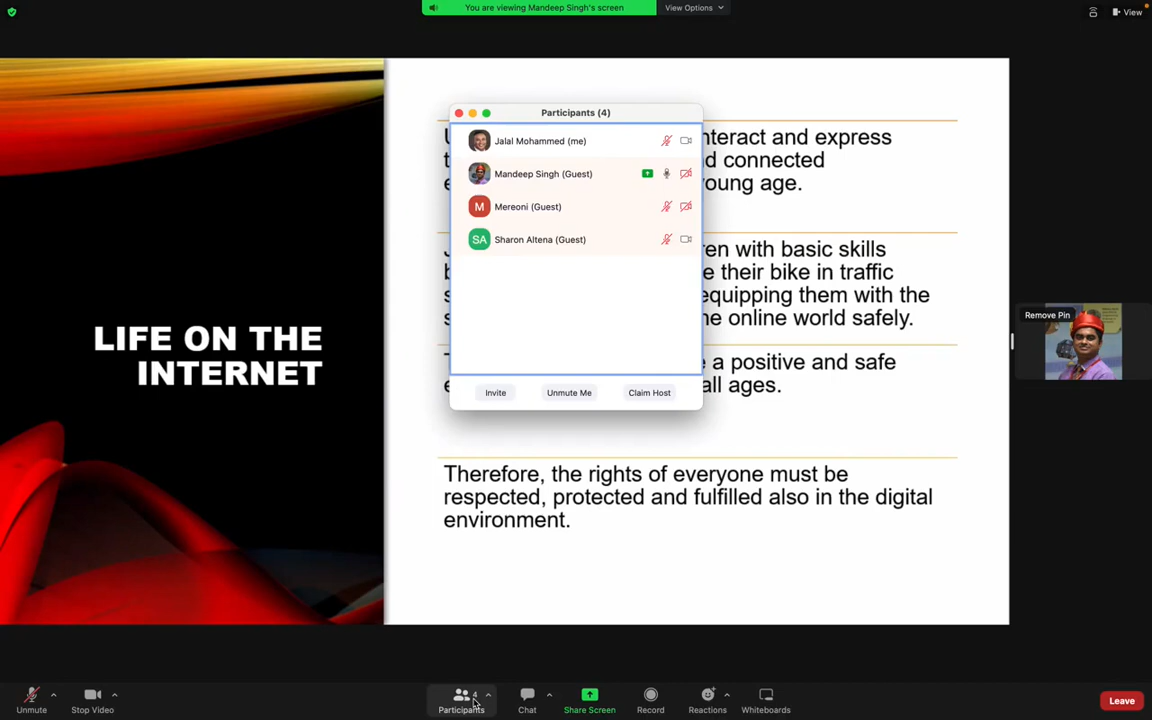 You are viewing Mandeep Singh's screen
View Options
View
Participants (4)
Jalal Mohammed (me)
Mandeep Singh (Guest)
M
Mereoni (Guest)
SA
Sharon Altena (Guest)
Invite
Unmute Me
Claim Host
LIFE ON THE
INTERNET
nteract and express
d connected
young age.
ren with basic skills
e their bike in traffic
equipping them with the
ne online world safely.
e a positive and safe
all ages.
Therefore, the rights of everyone must be
respected, protected and fulfilled also in the digital
environment.
Remove Pin
Unmute
Stop Video
4
Participants
Chat
Share Screen
Record
Reactions
Whiteboards
Leave